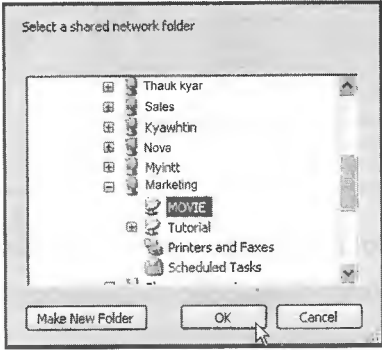 Select a shared network folder
Thauk kyar
Sales
Kyawhtin
Nova
Myintt
Marketing
MOVIE
Tutorial
Printers and Faxes
Scheduled Tasks
Make New Folder
OK
Cancel